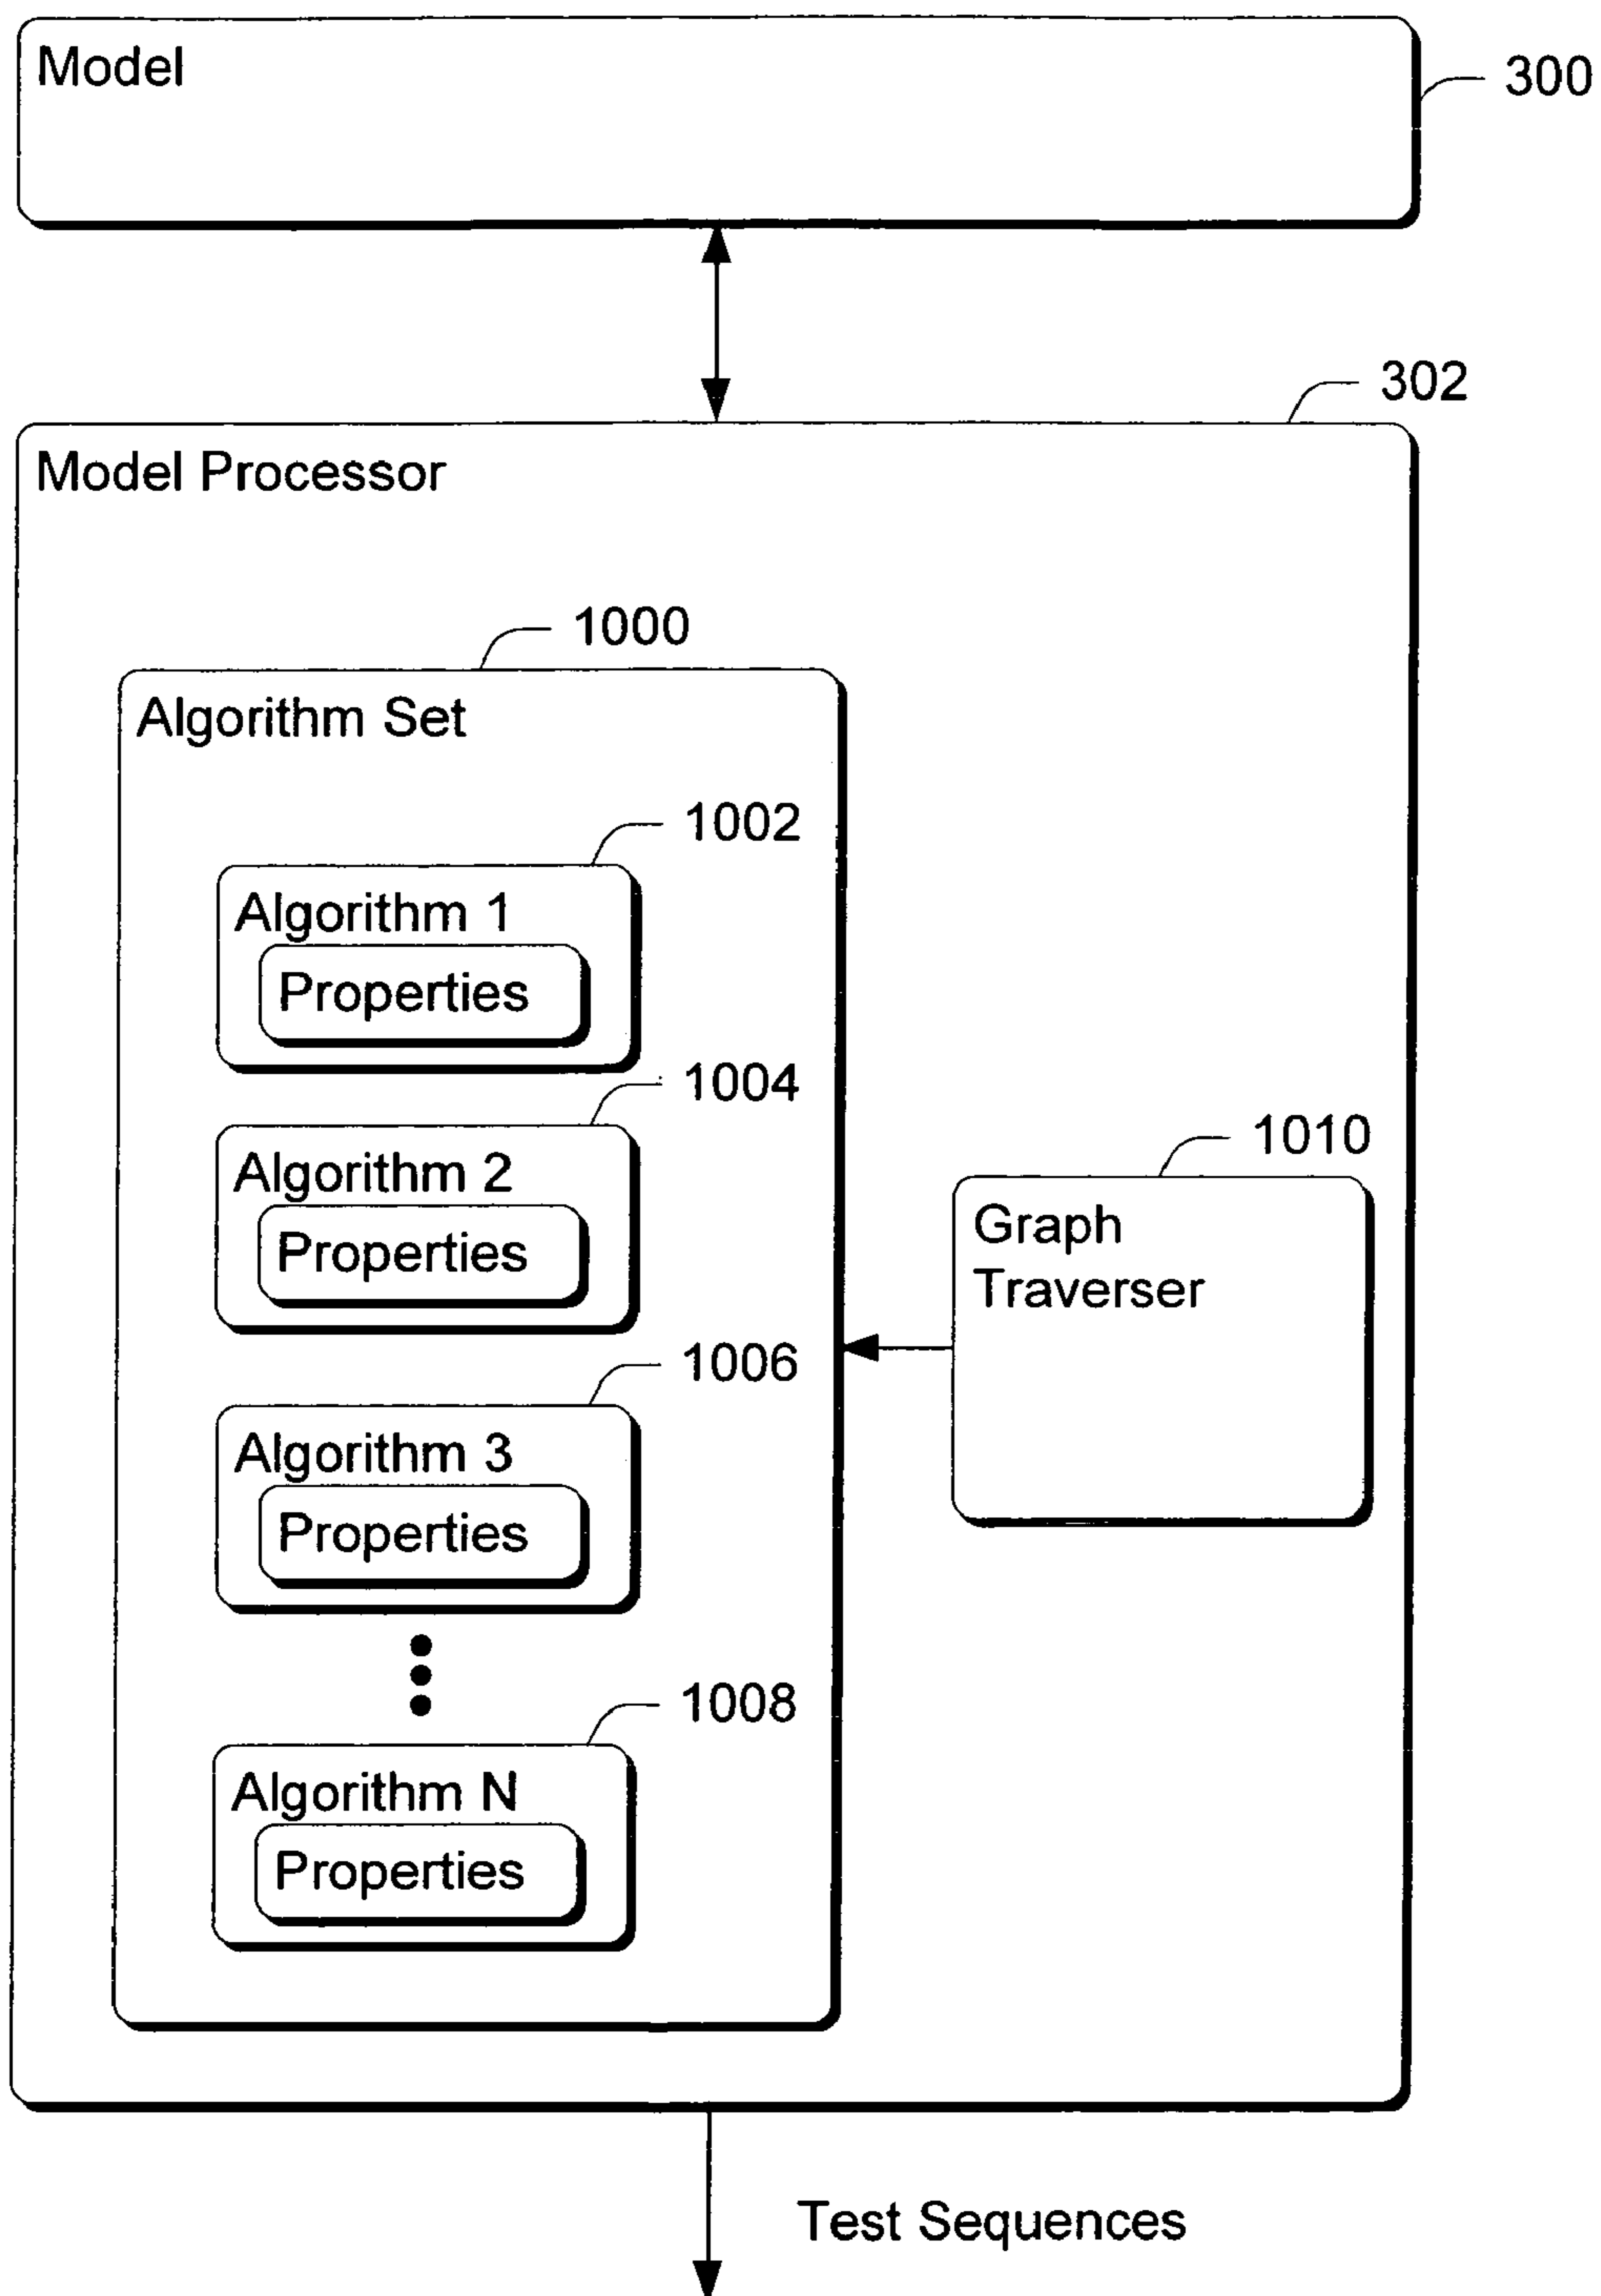 Model
300
302
Model Processor
1000
Algorithm Set
1002
Algorithm 1
Properties
1004
Algorithm 2
Properties
1010
Graph
Traverser
1006
Algorithm 3
Properties
1008
Algorithm N
Properties
Test Sequences